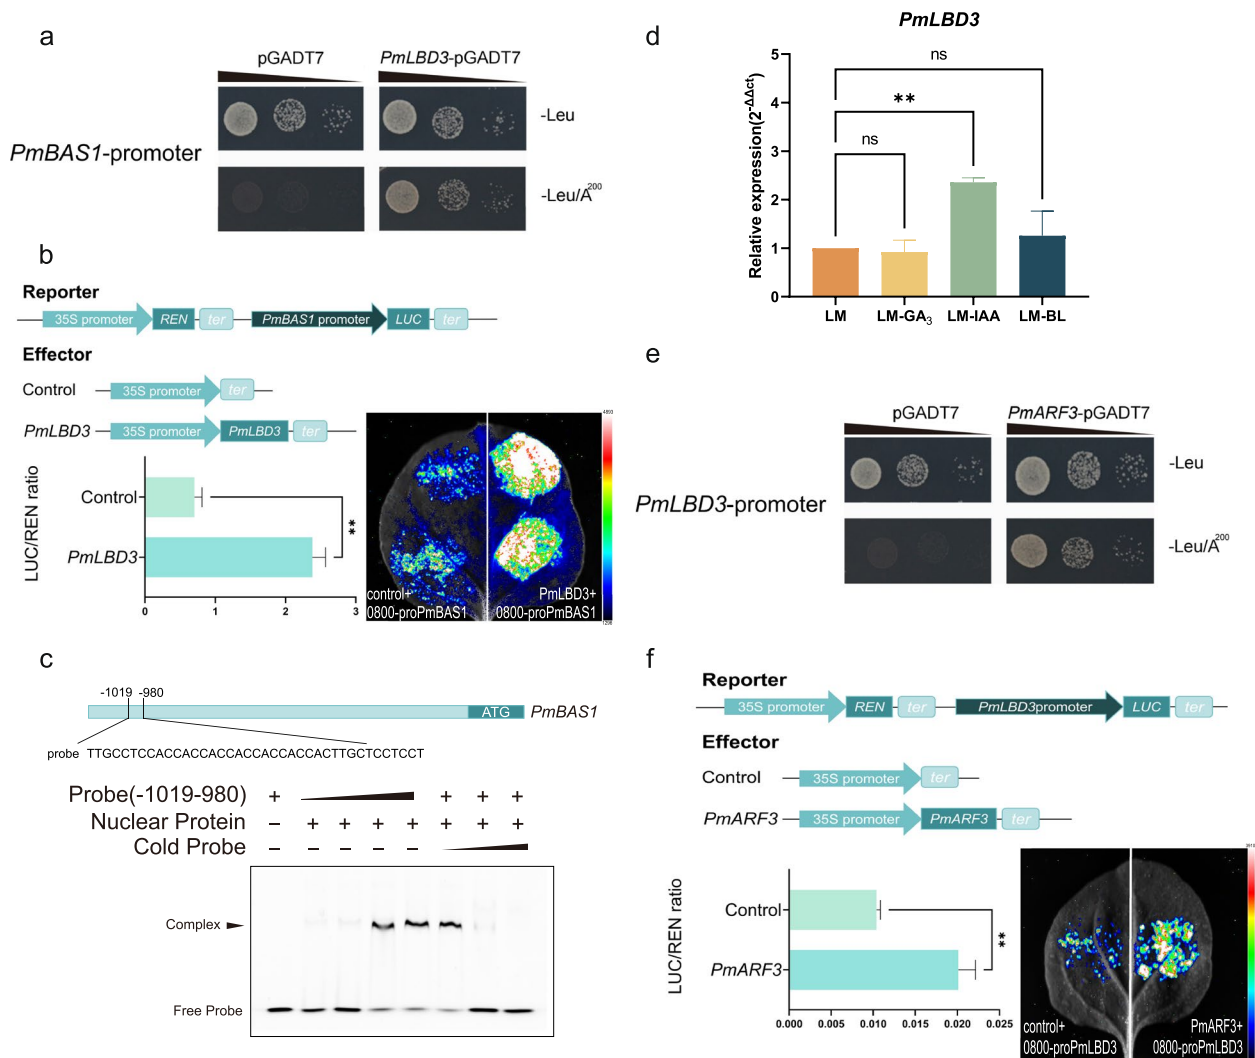 a
pGADT7
PmLBD3-pGADT7
-Leu
PmBAS1-promoter
-Leu/A200
b
Reporter
35S promoter REN ter PmBAS1 promoter LUC ter
Effector
Control 35S promoter ter
PmLBD3 35S promoter PmLBD3 ter
LUC/REN ratio
Control
PmLBD3
**
0 1 2 3
4893
1296
control+
0800-proPmBAS1
PmLBD3+
0800-proPmBAS1
c
-1019 -980
ATG PmBAS1
probe TTGCCTCCACCACCACCACCACCACCACTTGCTCCTCCT
Probe(-1019-980) + + + +
Nuclear Protein – + + + + + + +
Cold Probe – – – – –
Complex
Free Probe
d
PmLBD3
Relative expression(2-ΔΔct)
5
4
3
2
1
0
ns
**
ns
LM LM-GA3 LM-IAA LM-BL
e
pGADT7
PmARF3-pGADT7
-Leu
PmLBD3-promoter
-Leu/A200
f
Reporter
35S promoter REN ter PmLBD3promoter LUC ter
Effector
Control 35S promoter ter
PmARF3 35S promoter PmARF3 ter
LUC/REN ratio
Control
PmARF3
**
0.000 0.005 0.010 0.015 0.020 0.025
control+
0800-proPmLBD3
PmARF3+
0800-proPmLBD3